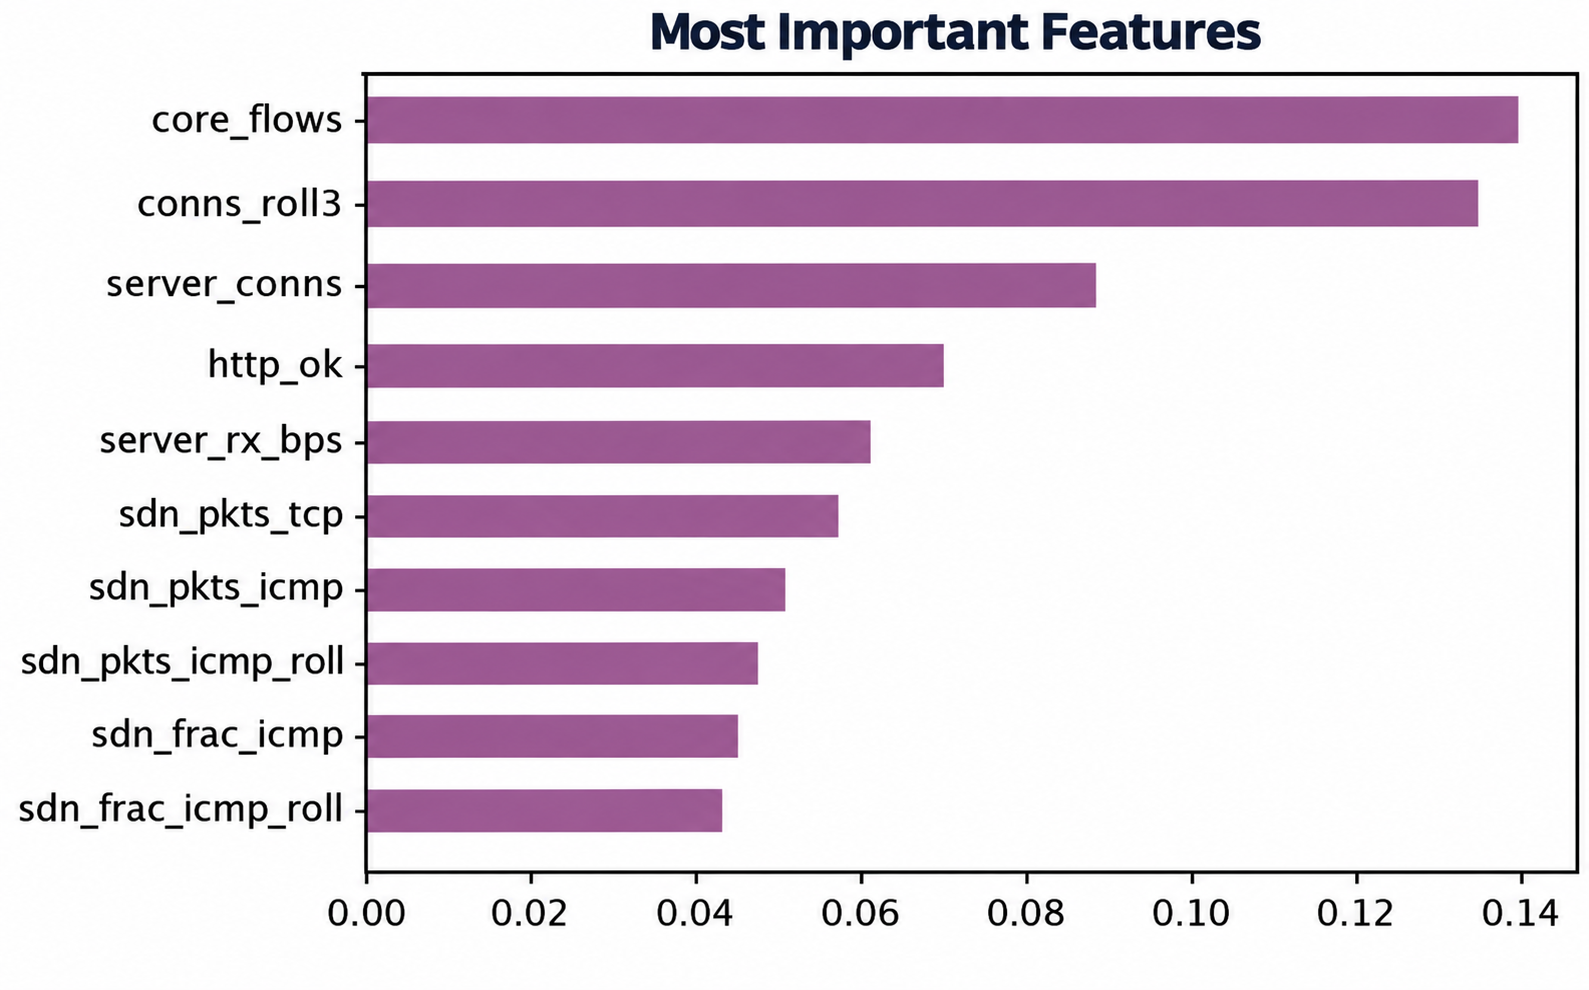 Most Important Features
core_flows
conns_roll3
server_conns
http_ok
server_rx_bps
sdn_pkts_tcp
sdn_pkts_icmp
sdn_pkts_icmp_roll
sdn_frac_icmp
sdn_frac_icmp_roll
0.00 0.02 0.04 0.06 0.08 0.10 0.12 0.14